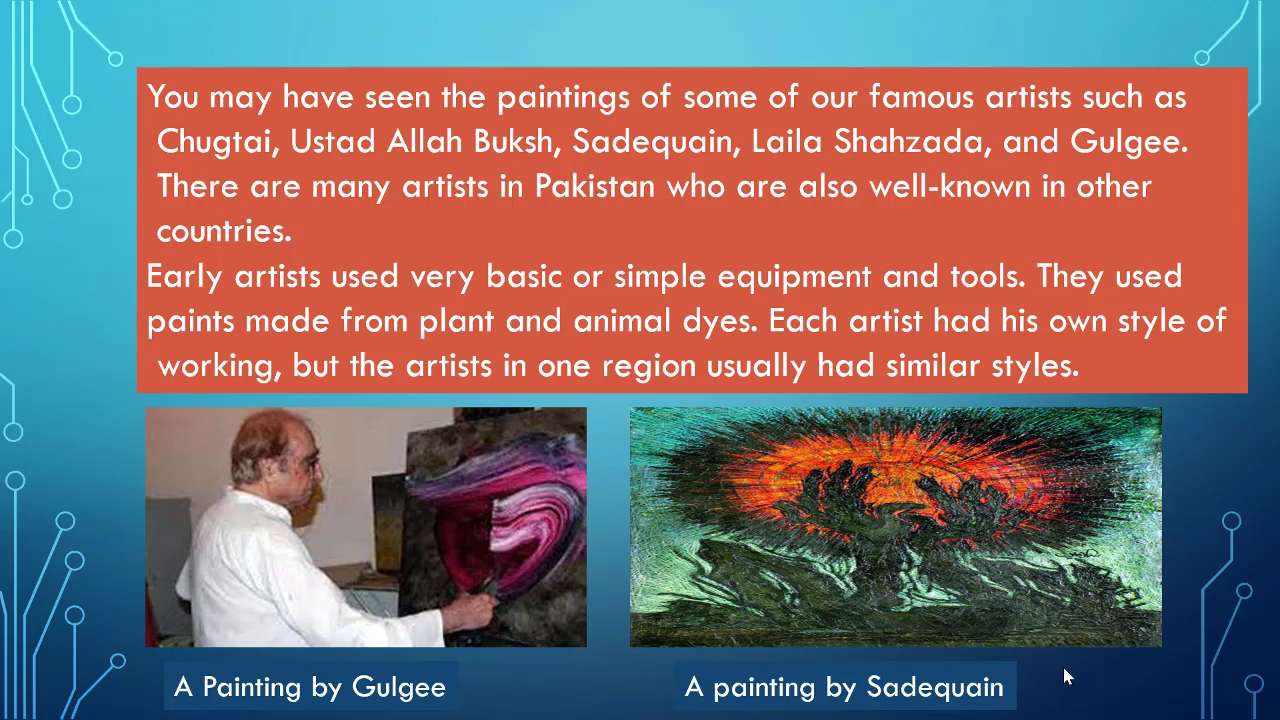 You may have seen the paintings of some of our famous artists such as
Chugtai, Ustad Allah Buksh, Sadequain, Laila Shahzada, and Gulgee.
There are many artists in Pakistan who are also well-known in other
countries.
Early artists used very basic or simple equipment and tools. They used
paints made from plant and animal dyes. Each artist had his own style of
working, but the artists in one region usually had similar styles.
A Painting by Gulgee
A painting by Sadequain